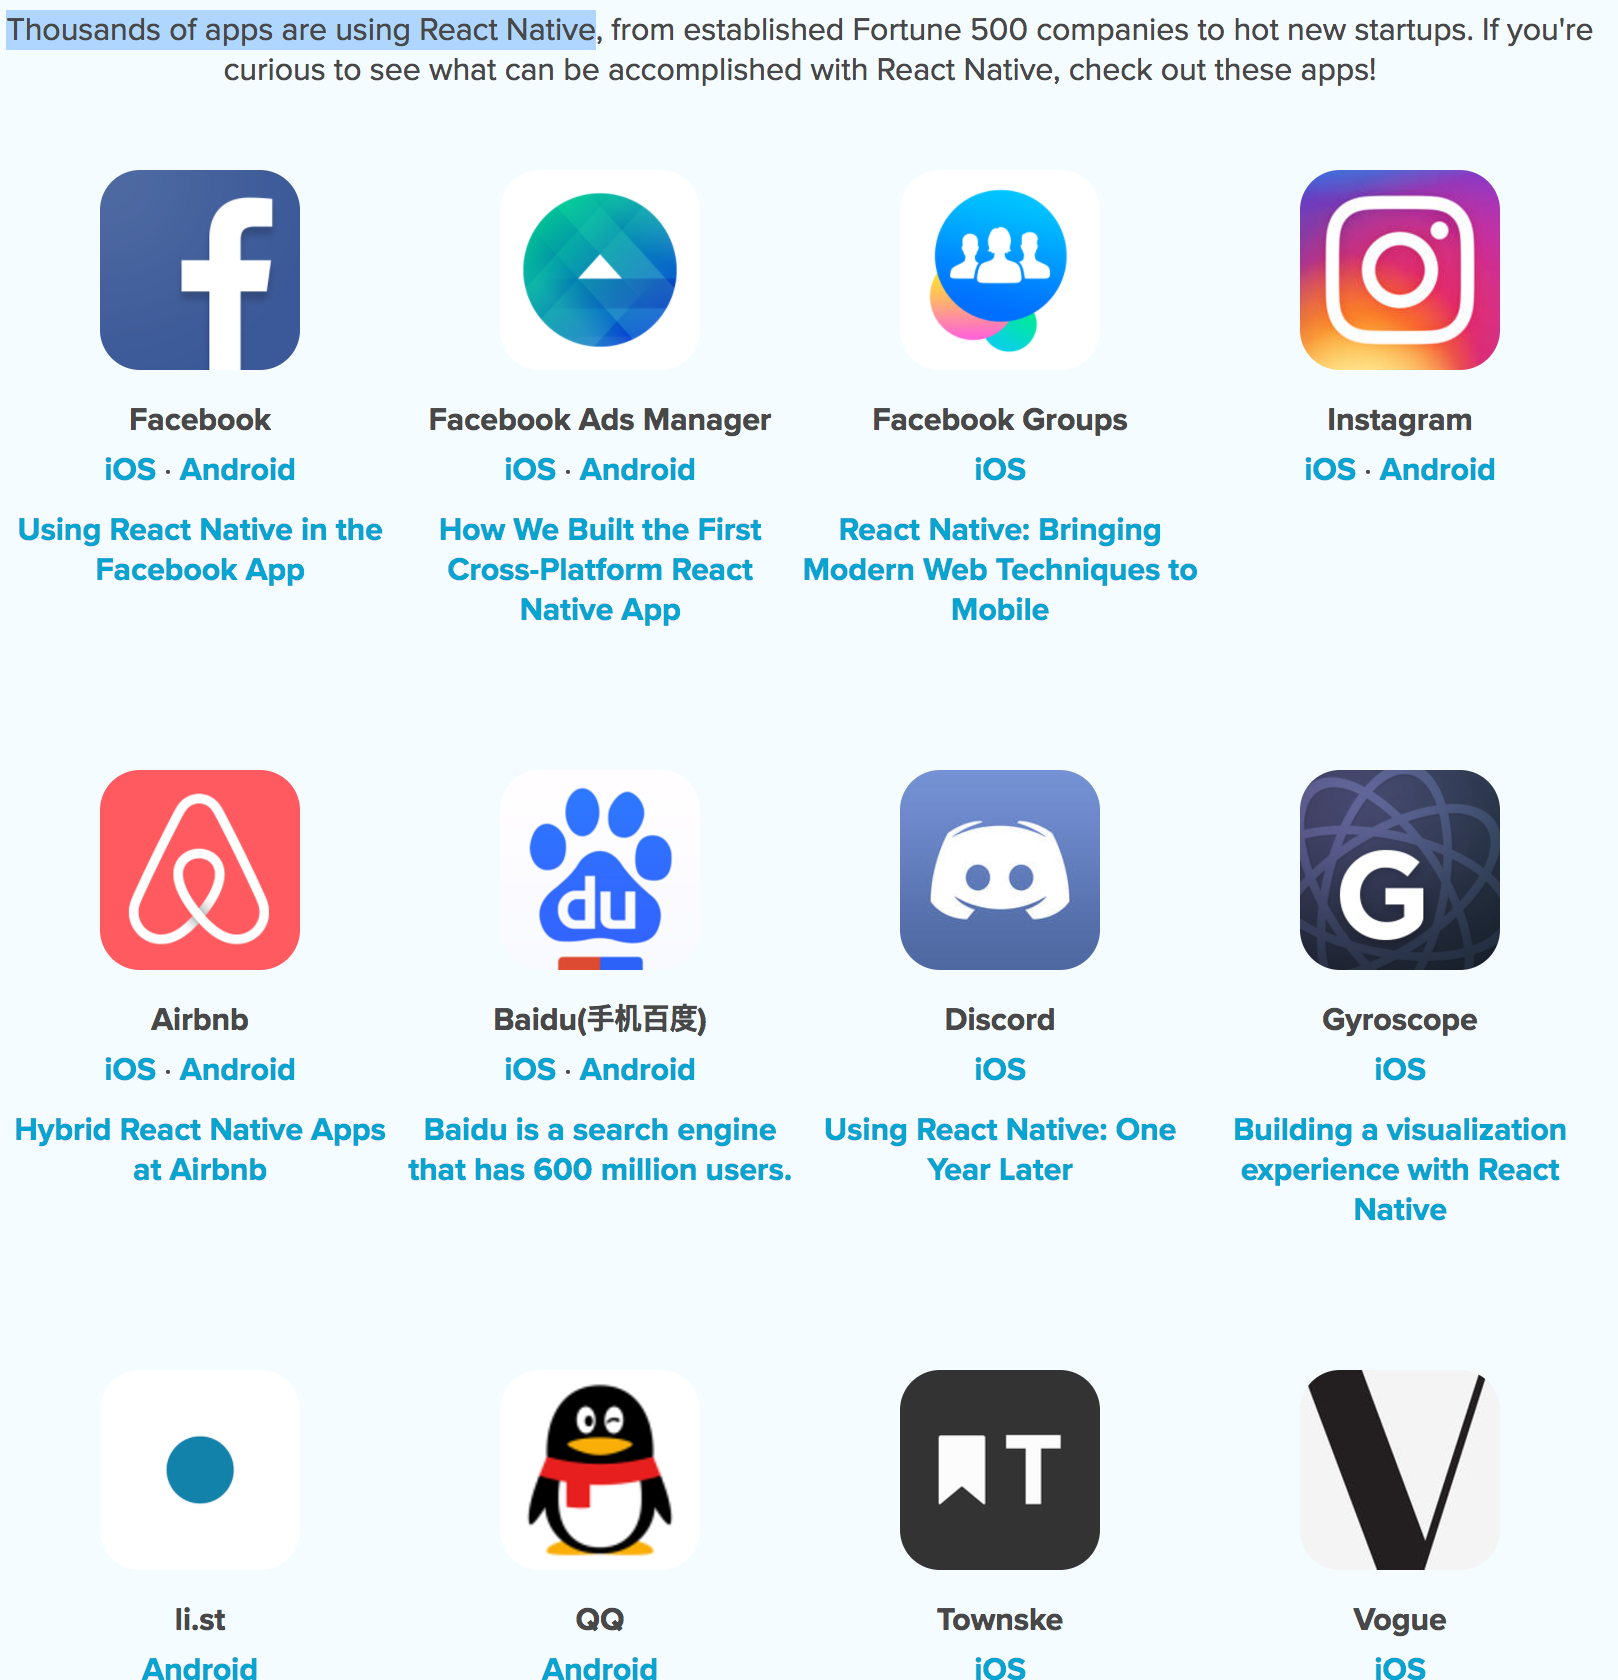 Thousands of apps are using React Native, from established Fortune 500 companies to hot new startups. If you're
curious to see what can be accomplished with React Native, check out these apps!
f
Facebook
iOS · Android
Using React Native in the
Facebook App
Facebook Ads Manager
iOS · Android
How We Built the First
Cross-Platform React
Native App
Facebook Groups
iOS
React Native: Bringing
Modern Web Techniques to
Mobile
Instagram
iOS · Android
Airbnb
iOS · Android
Hybrid React Native Apps
at Airbnb
du
Baidu(手机百度)
iOS · Android
Baidu is a search engine
that has 600 million users.
Discord
iOS
Using React Native: One
Year Later
G
Gyroscope
iOS
Building a visualization
experience with React
Native
li.st
Android
QQ
Android
T
Townske
iOS
V
Vogue
iOS